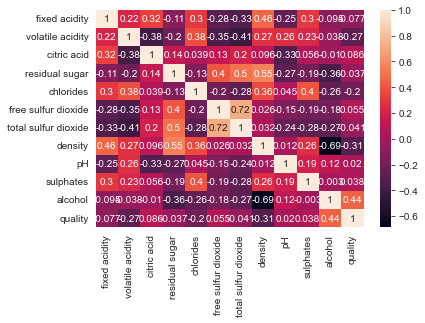 fixed acidity 1 0.22 0.32 -0.11 0.3 -0.28 -0.33 0.46 -0.25 0.3 -0.095 -0.077
volatile acidity 0.22 1 -0.38 -0.2 0.38 -0.35 -0.41 0.27 0.26 0.23 -0.038 -0.27
citric acid 0.32 -0.38 1 0.14 0.039 0.13 0.2 0.096 -0.33 0.056 -0.01 0.086
residual sugar -0.11 -0.2 0.14 1 -0.13 0.4 0.5 0.55 -0.27 -0.19 -0.36 -0.037
chlorides 0.3 0.38 0.039 -0.13 1 -0.2 -0.28 0.36 0.045 0.4 -0.26 -0.2
free sulfur dioxide -0.28 -0.35 0.13 0.4 -0.2 1 0.72 0.026 -0.15 -0.19 -0.18 0.055
total sulfur dioxide -0.33 -0.41 0.2 0.5 -0.28 0.72 1 0.032 -0.24 -0.28 -0.27 -0.041
density 0.46 0.27 0.096 0.55 0.36 0.026 0.032 1 0.012 0.26 -0.69 -0.31
pH -0.25 0.26 -0.33 -0.27 0.045 -0.15 -0.24 0.012 1 0.19 0.12 0.02
sulphates 0.3 0.23 0.056 -0.19 0.4 -0.19 -0.28 0.26 0.19 1 -0.003 0.038
alcohol -0.095 -0.038 -0.01 -0.36 -0.26 -0.18 -0.27 -0.69 0.12 -0.003 1 0.44
quality -0.077 -0.27 0.086 -0.037 -0.2 0.055 -0.041 -0.31 0.02 0.038 0.44 1
fixed acidity
volatile acidity
citric acid
residual sugar
chlorides
free sulfur dioxide
total sulfur dioxide
density
pH
sulphates
alcohol
quality
1.0
0.8
0.6
0.4
0.2
0.0
−0.2
−0.4
−0.6